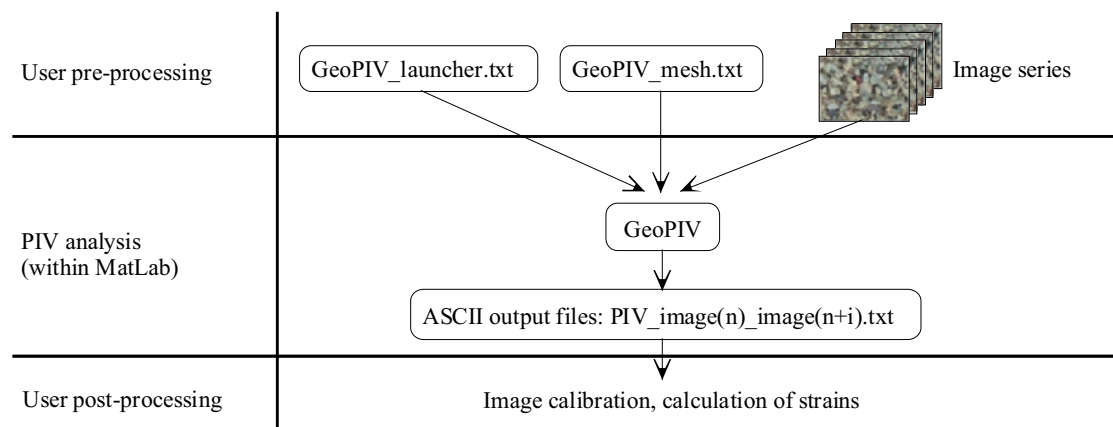 User pre-processing
GeoPIV_launcher.txt
GeoPIV_mesh.txt
Image series
PIV analysis
(within MatLab)
GeoPIV
ASCII output files: PIV_image(n)_image(n+i).txt
User post-processing
Image calibration, calculation of strains